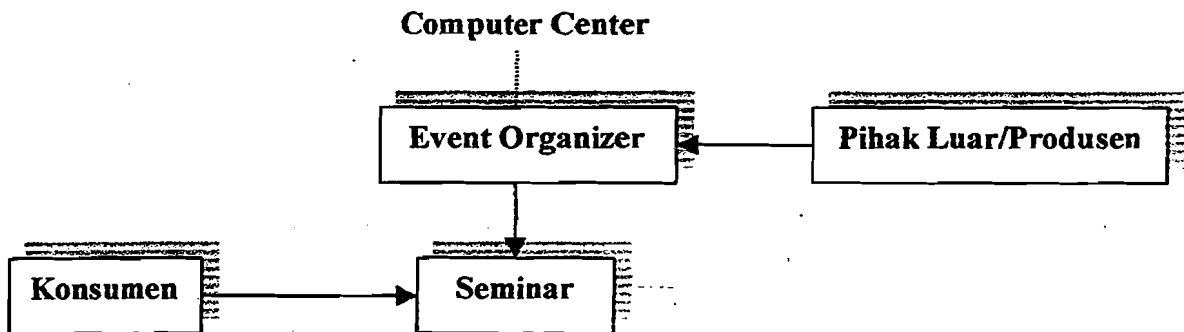 Computer Center
Event Organizer
Pihak Luar/Produsen
Konsumen
Seminar